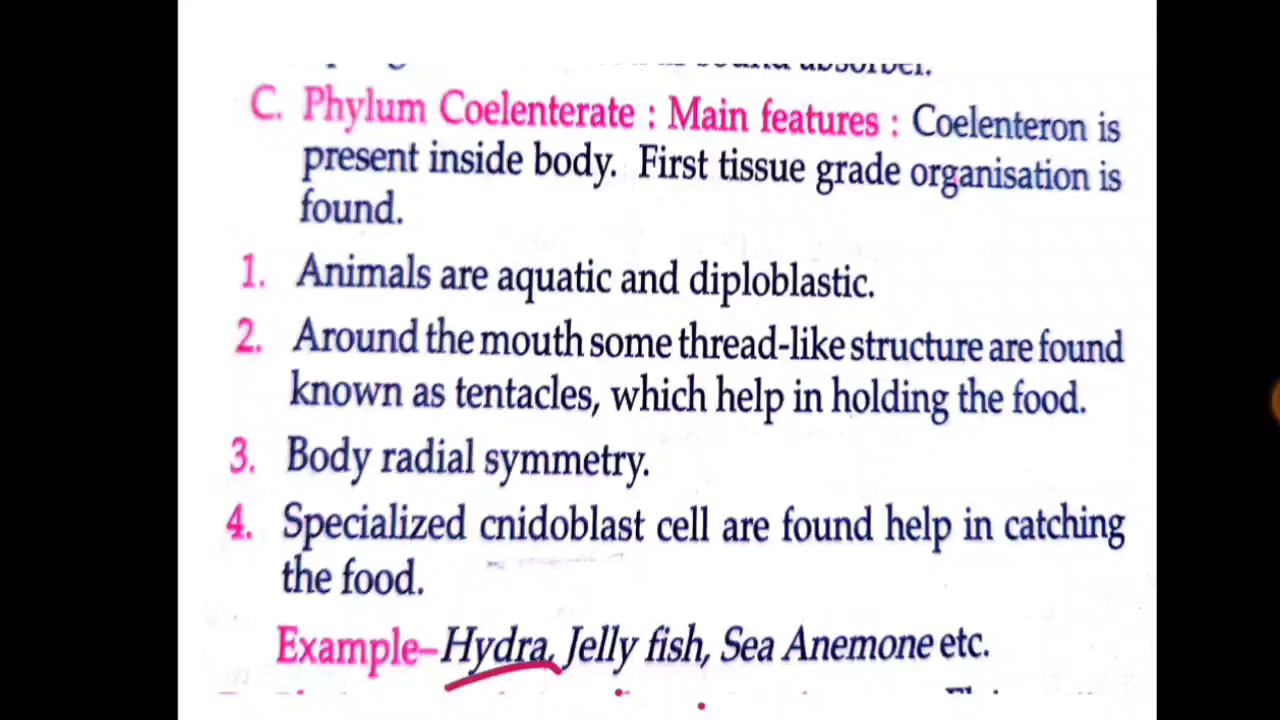 sound absorber.
C. Phylum Coelenterate : Main features : Coelenteron is
present inside body. First tissue grade organisation is
found.
1. Animals are aquatic and diploblastic.
2. Around the mouth some thread-like structure are found
known as tentacles, which help in holding the food.
3. Body radial symmetry.
4. Specialized cnidoblast cell are found help in catching
the food.
Example–Hydra, Jelly fish, Sea Anemone etc.